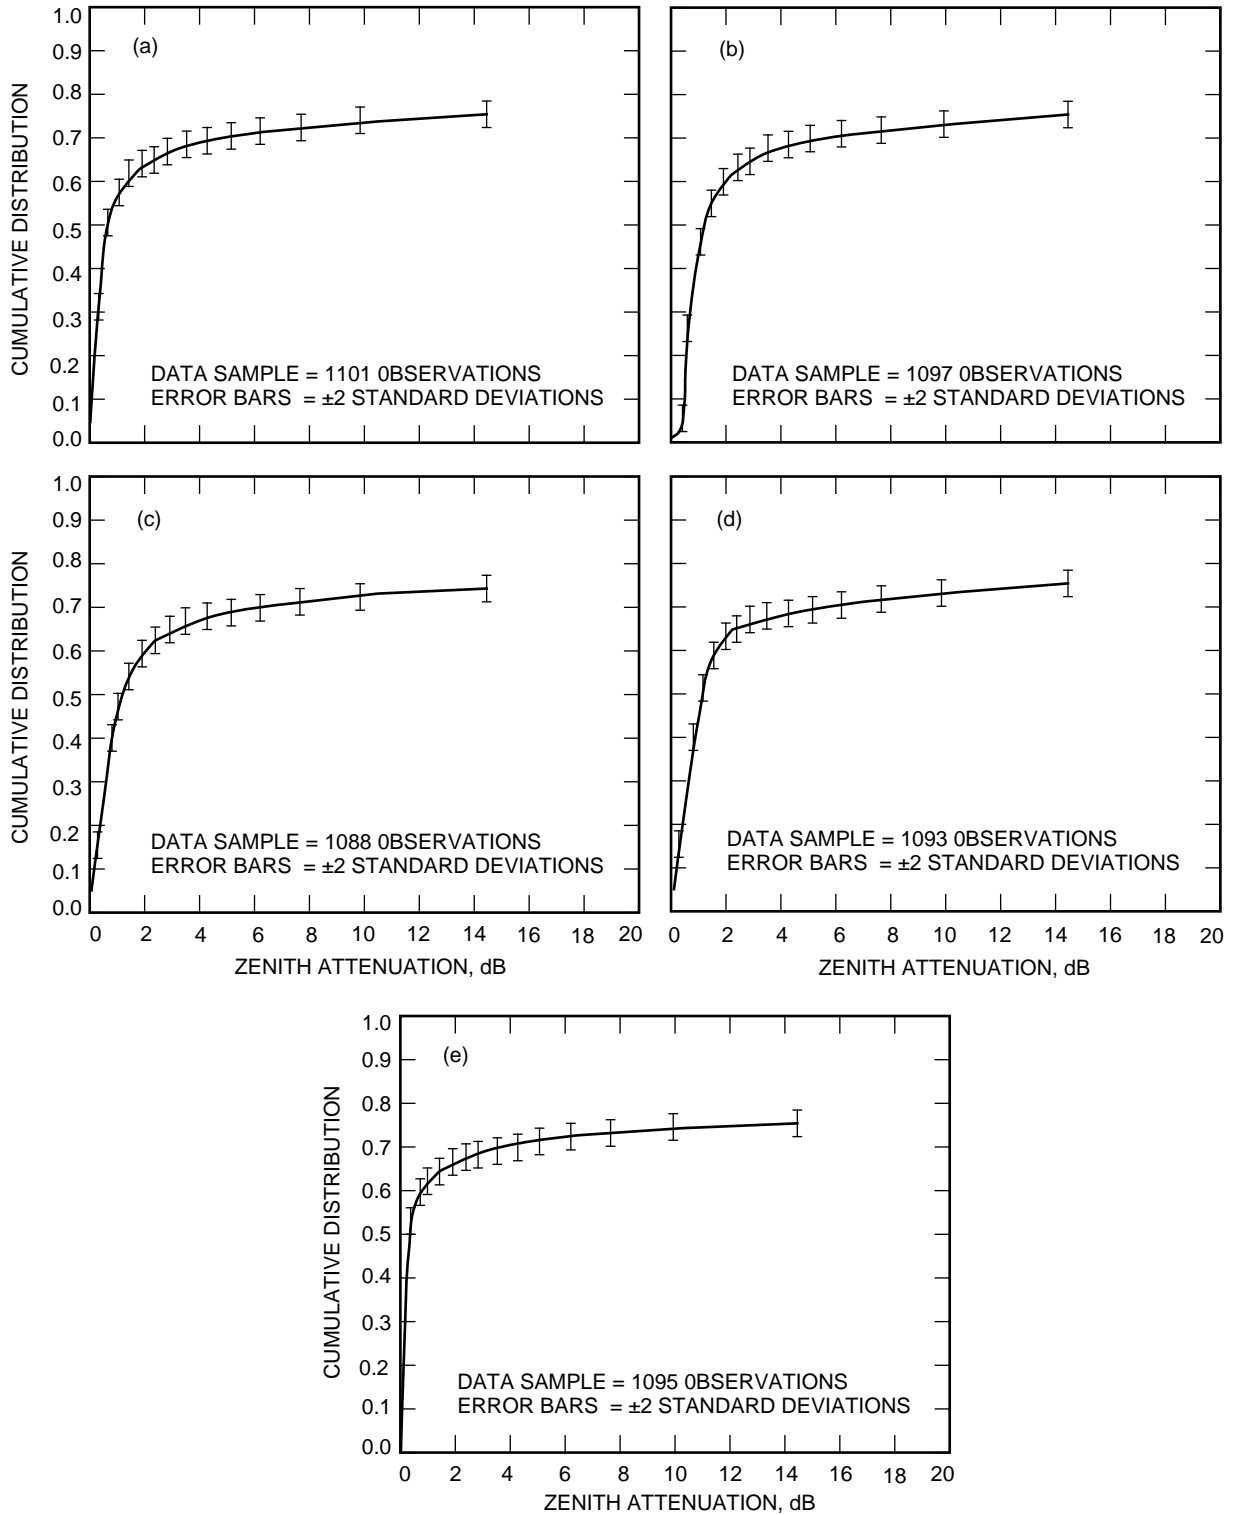 1.0
0.9
0.8
0.7
0.6
0.5
0.4
0.3
0.2
0.1
0.0
CUMULATIVE DISTRIBUTION
(a)
DATA SAMPLE = 1101 0BSERVATIONS
ERROR BARS = ±2 STANDARD DEVIATIONS
(b)
DATA SAMPLE = 1097 0BSERVATIONS
ERROR BARS = ±2 STANDARD DEVIATIONS
1.0
0.9
0.8
0.7
0.6
0.5
0.4
0.3
0.2
0.1
0.0
CUMULATIVE DISTRIBUTION
(c)
DATA SAMPLE = 1088 0BSERVATIONS
ERROR BARS = ±2 STANDARD DEVIATIONS
0 2 4 6 8 10 12 14 16 18 20
ZENITH ATTENUATION, dB
(d)
DATA SAMPLE = 1093 0BSERVATIONS
ERROR BARS = ±2 STANDARD DEVIATIONS
0 2 4 6 8 10 12 14 16 18 20
ZENITH ATTENUATION, dB
1.0
0.9
0.8
0.7
0.6
0.5
0.4
0.3
0.2
0.1
0.0
CUMULATIVE DISTRIBUTION
(e)
DATA SAMPLE = 1095 0BSERVATIONS
ERROR BARS = ±2 STANDARD DEVIATIONS
0 2 4 6 8 10 12 14 16 18 20
ZENITH ATTENUATION, dB